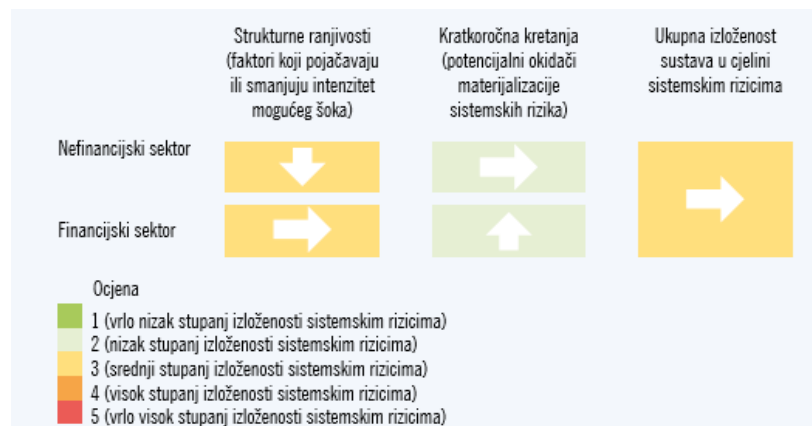 Strukturne ranjivosti
(faktori koji pojačavaju
ili smanjuju intenzitet
mogućeg šoka)
Kratkoročna kretanja
(potencijalni okidači
materijalizacije
sistemskih rizika)
Ukupna izloženost
sustava u cjelini
sistemskim rizicima
Nefinancijski sektor
Financijski sektor
Ocjena
1 (vrlo nizak stupanj izloženosti sistemskim rizicima)
2 (nizak stupanj izloženosti sistemskim rizicima)
3 (srednji stupanj izloženosti sistemskim rizicima)
4 (visok stupanj izloženosti sistemskim rizicima)
5 (vrlo visok stupanj izloženosti sistemskim rizicima)